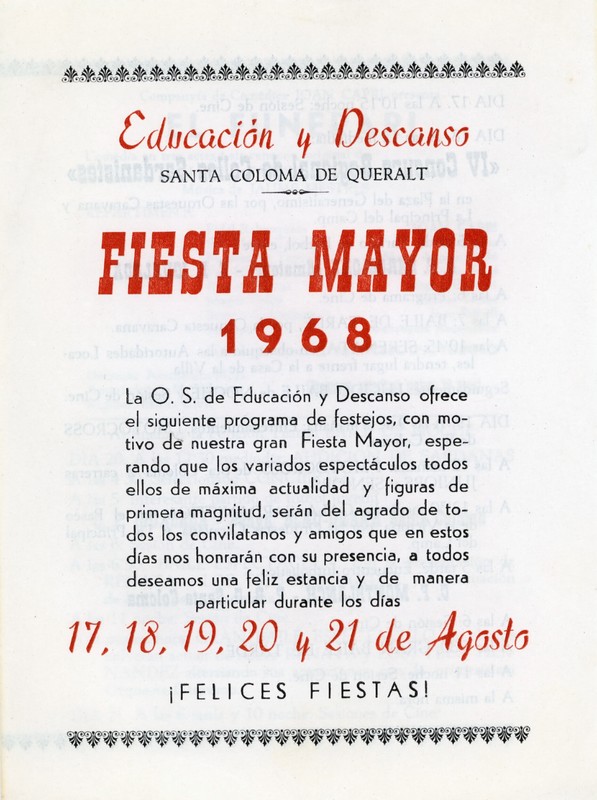 Educación y Descanso
SANTA COLOMA DE QUERALT
FIESTA MAYOR
1968
La O. S. de Educación y Descanso ofrece
el siguiente programa de festejos, con mo-
tivo de nuestra gran Fiesta Mayor, espe-
rando que los variados espectáculos todos
ellos de máxima actualidad y figuras de
primera magnitud, serán del agrado de to-
dos los convilatanos y amigos que en estos
días nos honrarán con su presencia, a todos
deseamos una feliz estancia y de manera
particular durante los días
17, 18, 19, 20 y 21 de Agosto
¡FELICES FIESTAS!